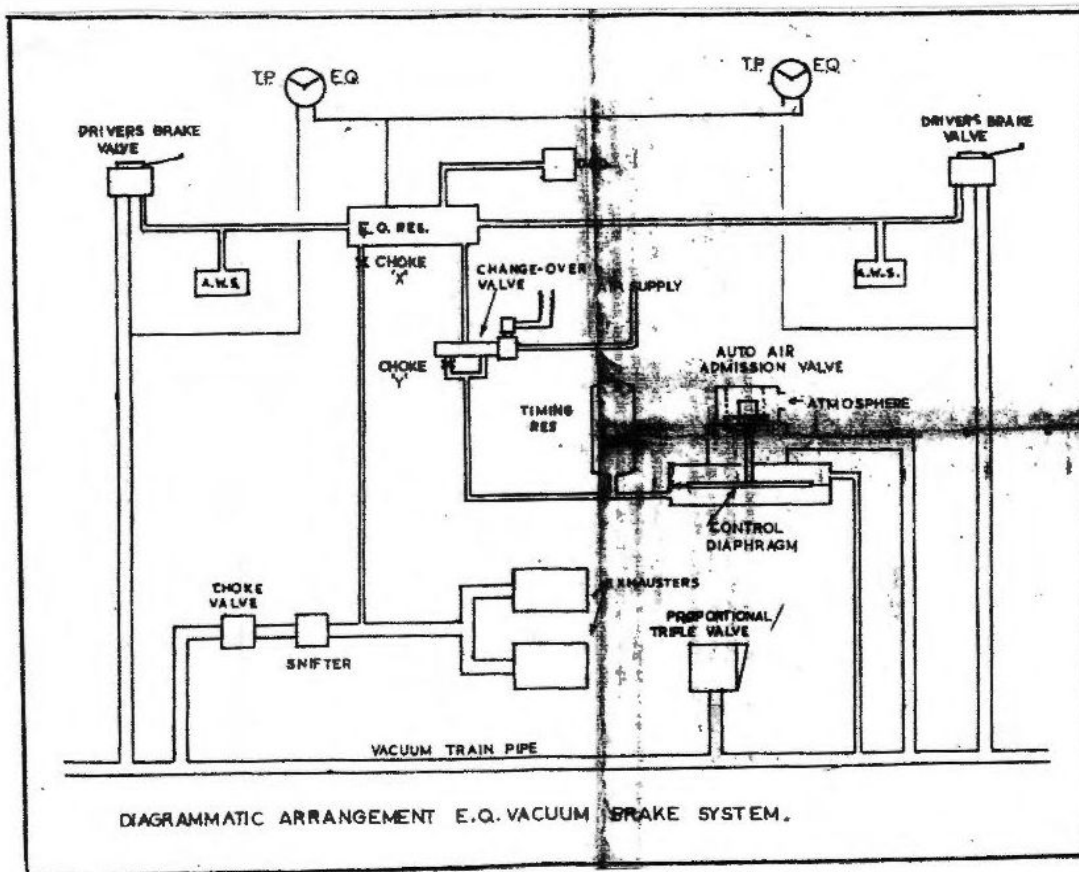 T.P. E.Q.
T.P. E.Q.
DRIVERS BRAKE
VALVE
DRIVERS BRAKE
VALVE
E.Q. RES.
A.W.S.
A.W.S.
CHOKE
'X'
CHANGE-OVER
VALVE
AIR SUPPLY
CHOKE
'Y'
AUTO AIR
ADMISSION VALVE
ATMOSPHERE
TIMING
RES
CONTROL
DIAPHRAGM
CHOKE
VALVE
SNIFTER
EXHAUSTERS
PROPORTIONAL
TRIPLE VALVE
VACUUM TRAIN PIPE
DIAGRAMMATIC ARRANGEMENT E.Q. VACUUM BRAKE SYSTEM.